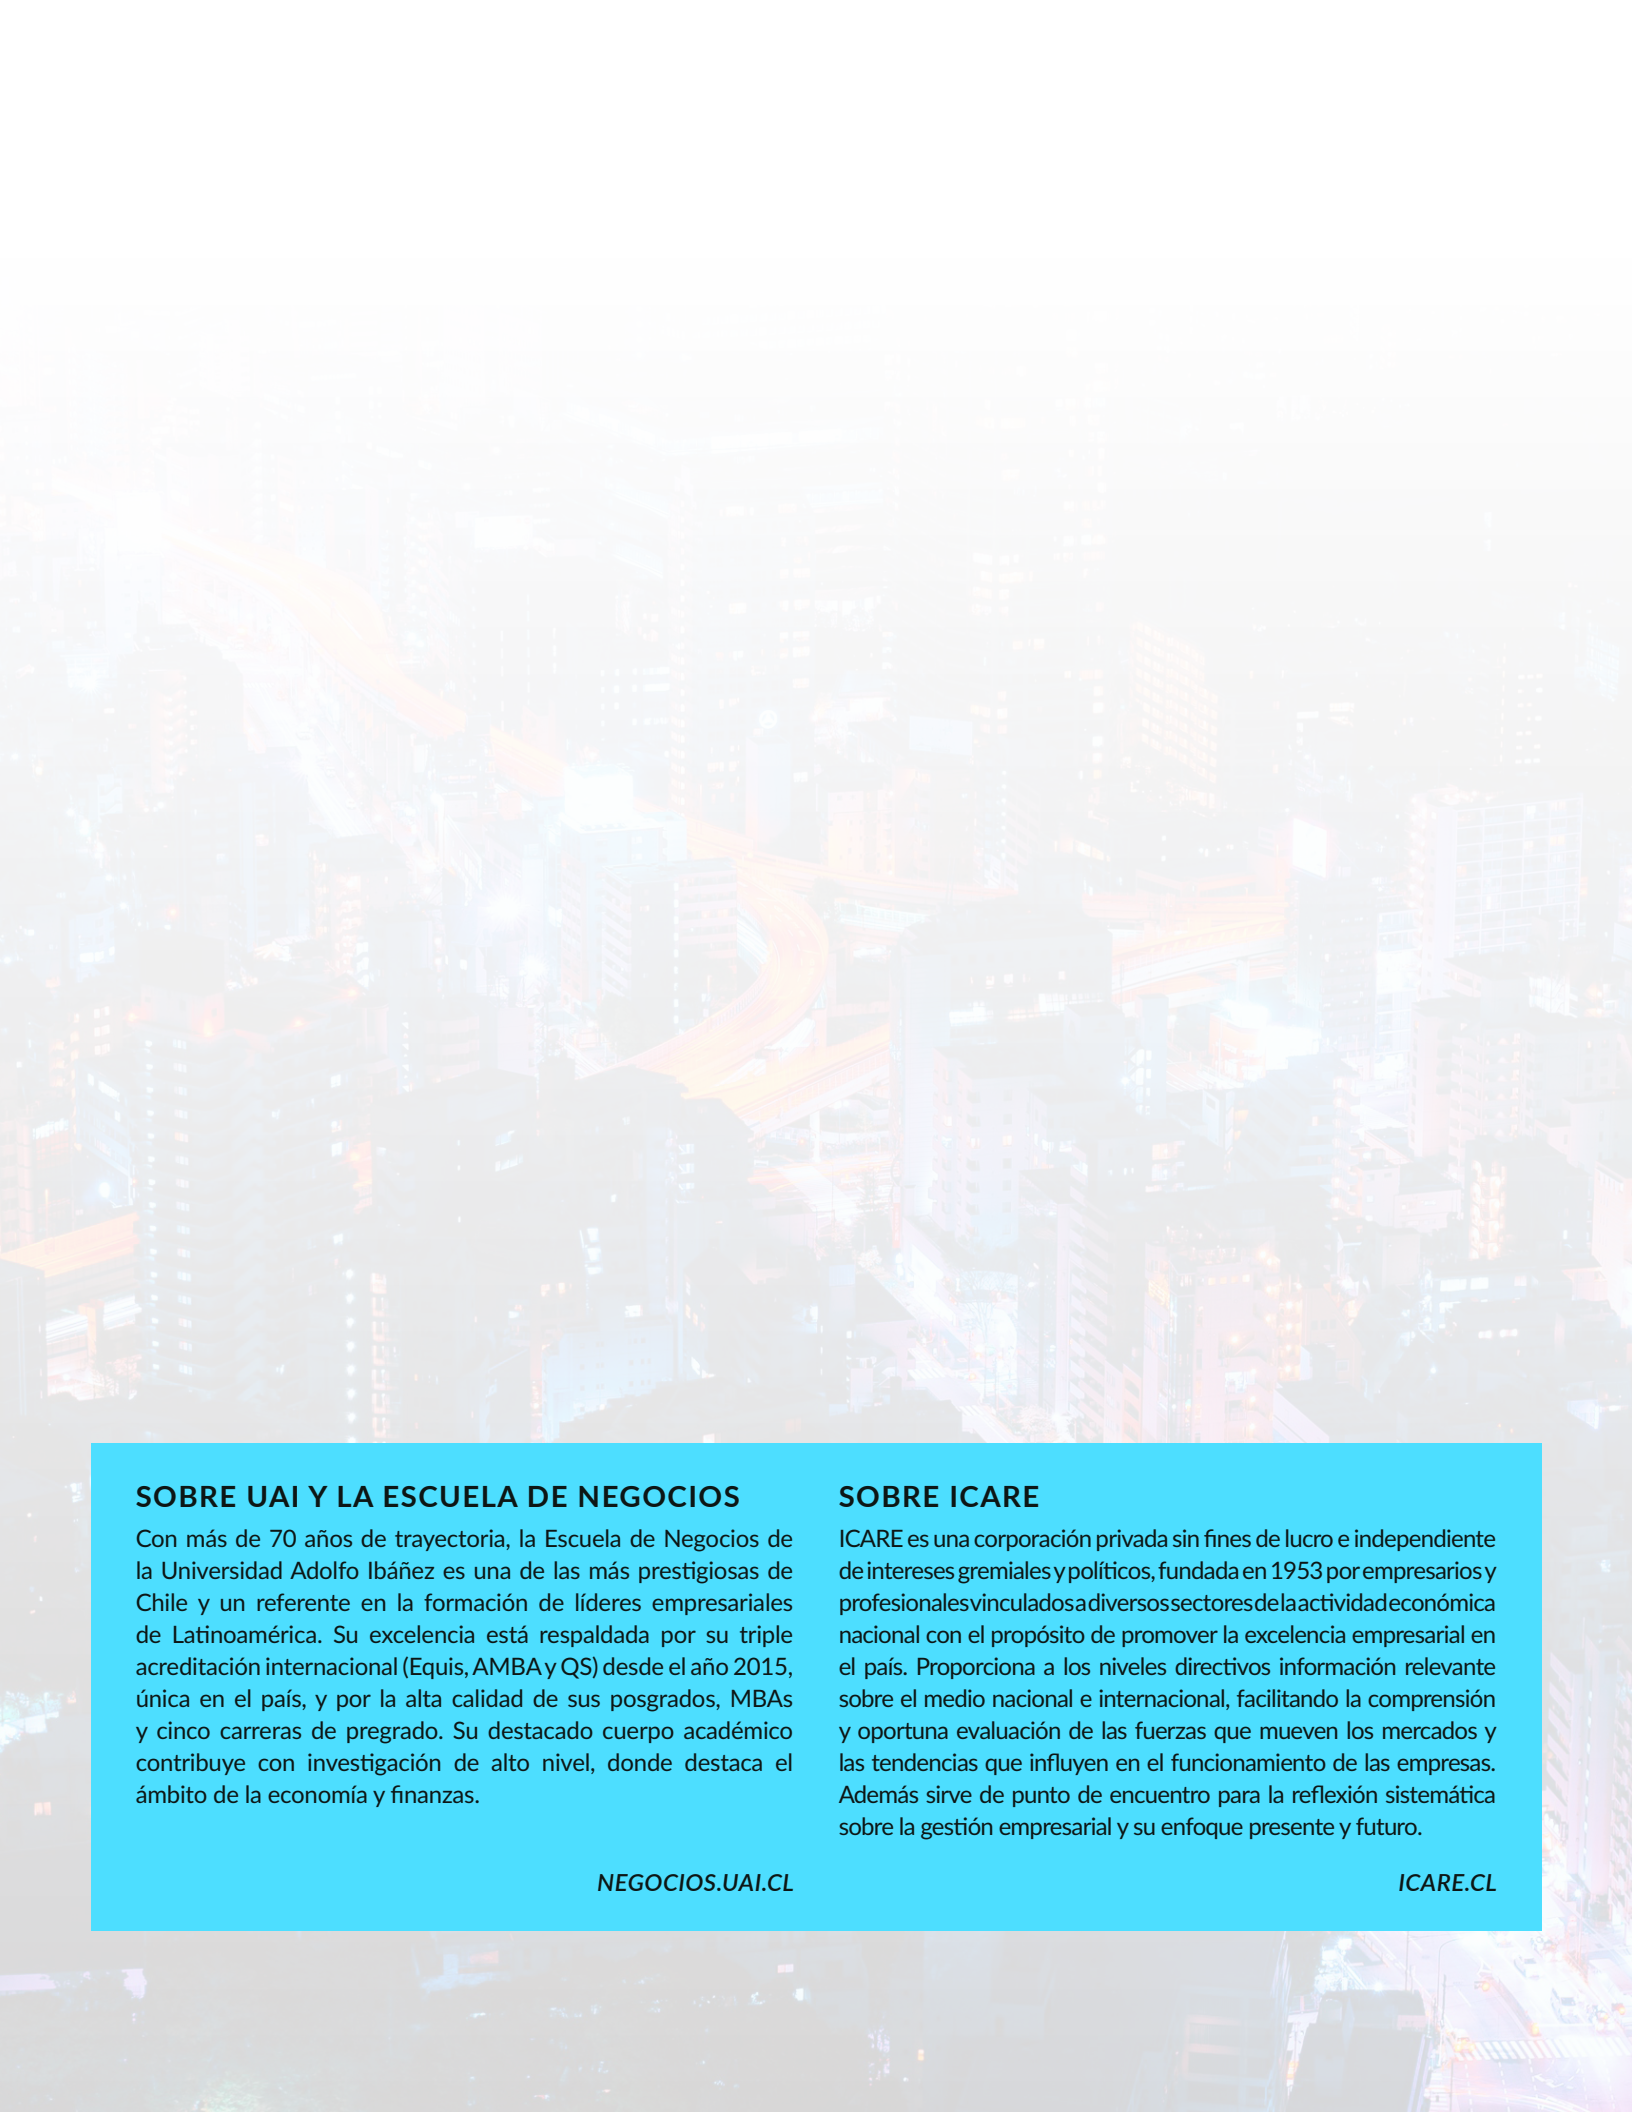 SOBRE UAI Y LA ESCUELA DE NEGOCIOS
Con más de 70 años de trayectoria, la Escuela de Negocios de
la Universidad Adolfo Ibáñez es una de las más prestigiosas de
Chile y un referente en la formación de líderes empresariales
de Latinoamérica. Su excelencia está respaldada por su triple
acreditación internacional (Equis, AMBA y QS) desde el año 2015,
única en el país, y por la alta calidad de sus posgrados, MBAs
y cinco carreras de pregrado. Su destacado cuerpo académico
contribuye con investigación de alto nivel, donde destaca el
ámbito de la economía y finanzas.
NEGOCIOS.UAI.CL
SOBRE ICARE
ICARE es una corporación privada sin fines de lucro e independiente
de intereses gremiales y políticos, fundada en 1953 por empresarios y
profesionales vinculados a diversos sectores de la actividad económica
nacional con el propósito de promover la excelencia empresarial en
el país. Proporciona a los niveles directivos información relevante
sobre el medio nacional e internacional, facilitando la comprensión
y oportuna evaluación de las fuerzas que mueven los mercados y
las tendencias que influyen en el funcionamiento de las empresas.
Además sirve de punto de encuentro para la reflexión sistemática
sobre la gestión empresarial y su enfoque presente y futuro.
ICARE.CL